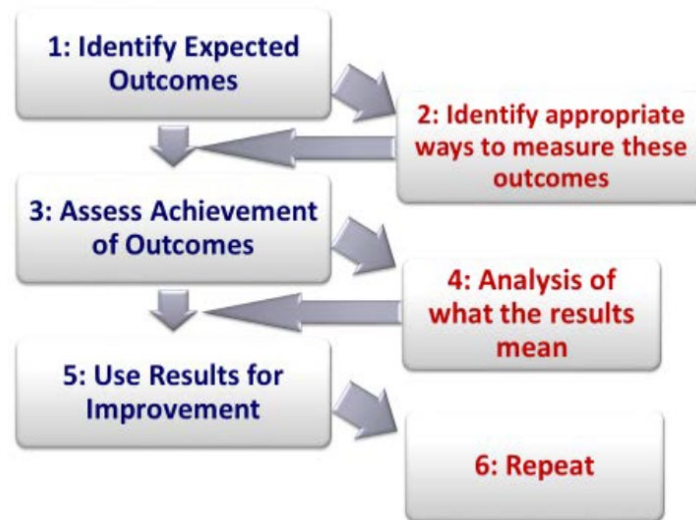 1: Identify Expected
Outcomes
2: Identify appropriate
ways to measure these
outcomes
3: Assess Achievement
of Outcomes
4: Analysis of
what the results
mean
5: Use Results for
Improvement
6: Repeat